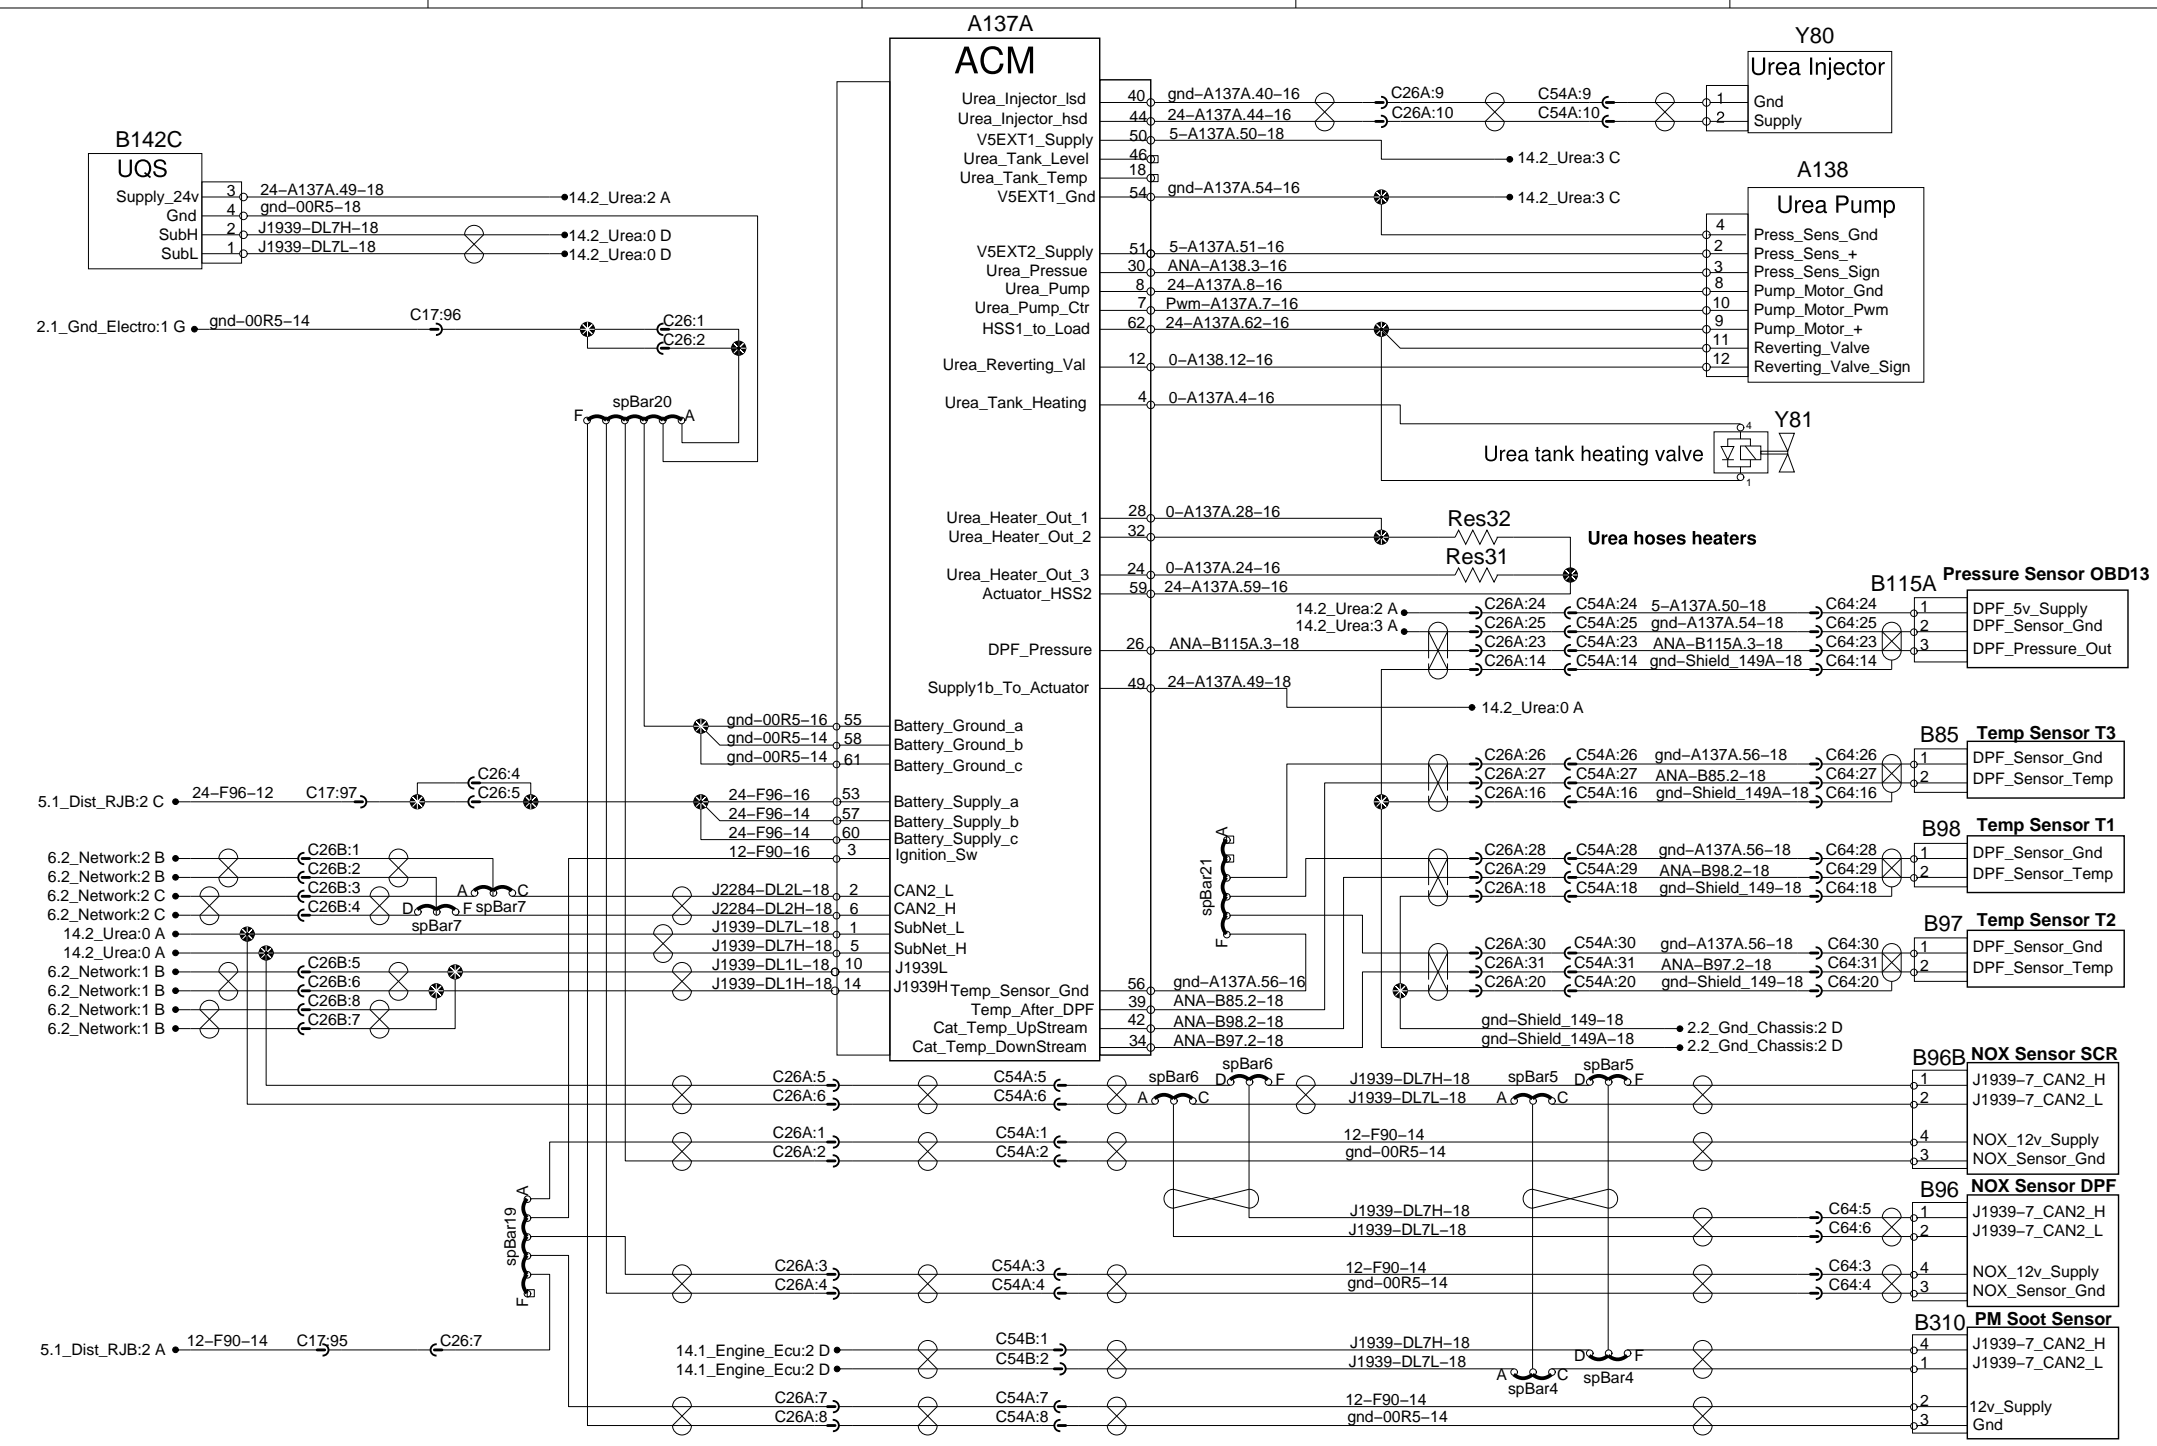 A137A
ACM
Urea_Injector_lsd 40 gnd-A137A.40-16 C26A:9 C54A:9
Urea_Injector_hsd 44 24-A137A.44-16 C26A:10 C54A:10
V5EXT1_Supply 50 5-A137A.50-18
14.2_Urea:3 C
Urea_Tank_Level 46
Urea_Tank_Temp 18
V5EXT1_Gnd 54 gnd-A137A.54-16
14.2_Urea:3 C
V5EXT2_Supply 51 5-A137A.51-16
Urea_Pressue 30 ANA-A138.3-16
Urea_Pump 8 24-A137A.8-16
Urea_Pump_Ctr 7 Pwm-A137A.7-16
HSS1_to_Load 62 24-A137A.62-16
Urea_Reverting_Val 12 0-A138.12-16
Urea_Tank_Heating 4 0-A137A.4-16
Y80
Urea Injector
1 Gnd
2 Supply
A138
Urea Pump
4 Press_Sens_Gnd
2 Press_Sens_+
3 Press_Sens_Sign
8 Pump_Motor_Gnd
10 Pump_Motor_Pwm
9 Pump_Motor_+
11 Reverting_Valve
12 Reverting_Valve_Sign
Y81
4
Urea tank heating valve
1
B142C
UQS
Supply_24v 3 24-A137A.49-18 14.2_Urea:2 A
Gnd 4 gnd-00R5-18
SubH 2 J1939-DL7H-18 14.2_Urea:0 D
SubL 1 J1939-DL7L-18 14.2_Urea:0 D
2.1_Gnd_Electro:1 G gnd-00R5-14 C17:96 C26:1
C26:2
F spBar20 A
Urea_Heater_Out_1 28 0-A137A.28-16
Urea_Heater_Out_2 32 Res32 Urea hoses heaters
Urea_Heater_Out_3 24 0-A137A.24-16 Res31
Actuator_HSS2 59 24-A137A.59-16
DPF_Pressure 26 ANA-B115A.3-18
Supply1b_To_Actuator 49 24-A137A.49-18
14.2_Urea:0 A
B115A Pressure Sensor OBD13
14.2_Urea:2 A C26A:24 C54A:24 5-A137A.50-18 C64:24 1 DPF_5v_Supply
14.2_Urea:3 A C26A:25 C54A:25 gnd-A137A.54-18 C64:25 2 DPF_Sensor_Gnd
C26A:23 C54A:23 ANA-B115A.3-18 C64:23 3 DPF_Pressure_Out
C26A:14 C54A:14 gnd-Shield_149A-18 C64:14
gnd-00R5-16 55 Battery_Ground_a
gnd-00R5-14 58 Battery_Ground_b
gnd-00R5-14 61 Battery_Ground_c
C26:4
5.1_Dist_RJB:2 C 24-F96-12 C17:97 C26:5
24-F96-16 53 Battery_Supply_a
24-F96-14 57 Battery_Supply_b
24-F96-14 60 Battery_Supply_c
12-F90-16 3 Ignition_Sw
6.2_Network:2 B C26B:1
6.2_Network:2 B C26B:2
6.2_Network:2 C C26B:3 A spBar7 C
6.2_Network:2 C C26B:4 D spBar7 F
14.2_Urea:0 A
14.2_Urea:0 A
6.2_Network:1 B C26B:5
6.2_Network:1 B C26B:6
6.2_Network:1 B C26B:8
6.2_Network:1 B C26B:7
J2284-DL2L-18 2 CAN2_L
J2284-DL2H-18 6 CAN2_H
J1939-DL7L-18 1 SubNet_L
J1939-DL7H-18 5 SubNet_H
J1939-DL1L-18 10 J1939L
J1939-DL1H-18 14 J1939H
Temp_Sensor_Gnd 56 gnd-A137A.56-16
Temp_After_DPF 39 ANA-B85.2-18
Cat_Temp_UpStream 42 ANA-B98.2-18
Cat_Temp_DownStream 34 ANA-B97.2-18
A spBar21 F
B85 Temp Sensor T3
C26A:26 C54A:26 gnd-A137A.56-18 C64:26 1 DPF_Sensor_Gnd
C26A:27 C54A:27 ANA-B85.2-18 C64:27 2 DPF_Sensor_Temp
C26A:16 C54A:16 gnd-Shield_149A-18 C64:16
B98 Temp Sensor T1
C26A:28 C54A:28 gnd-A137A.56-18 C64:28 1 DPF_Sensor_Gnd
C26A:29 C54A:29 ANA-B98.2-18 C64:29 2 DPF_Sensor_Temp
C26A:18 C54A:18 gnd-Shield_149-18 C64:18
B97 Temp Sensor T2
C26A:30 C54A:30 gnd-A137A.56-18 C64:30 1 DPF_Sensor_Gnd
C26A:31 C54A:31 ANA-B97.2-18 C64:31 2 DPF_Sensor_Temp
C26A:20 C54A:20 gnd-Shield_149-18 C64:20
gnd-Shield_149-18 2.2_Gnd_Chassis:2 D
gnd-Shield_149A-18 2.2_Gnd_Chassis:2 D
B96B NOX Sensor SCR
C26A:5 C54A:5 D spBar6 F J1939-DL7H-18 D spBar5 F 1 J1939-7_CAN2_H
C26A:6 C54A:6 A spBar6 C J1939-DL7L-18 A spBar5 C 2 J1939-7_CAN2_L
C26A:1 C54A:1 12-F90-14 4 NOX_12v_Supply
C26A:2 C54A:2 gnd-00R5-14 3 NOX_Sensor_Gnd
A spBar19 F
B96 NOX Sensor DPF
J1939-DL7H-18 C64:5 1 J1939-7_CAN2_H
J1939-DL7L-18 C64:6 2 J1939-7_CAN2_L
C26A:3 C54A:3 12-F90-14 C64:3 4 NOX_12v_Supply
C26A:4 C54A:4 gnd-00R5-14 C64:4 3 NOX_Sensor_Gnd
5.1_Dist_RJB:2 A 12-F90-14 C17:95 C26:7
B310 PM Soot Sensor
14.1_Engine_Ecu:2 D C54B:1 J1939-DL7H-18 D spBar4 F 4 J1939-7_CAN2_H
14.1_Engine_Ecu:2 D C54B:2 J1939-DL7L-18 A spBar4 C 1 J1939-7_CAN2_L
C26A:7 C54A:7 12-F90-14 2 12v_Supply
C26A:8 C54A:8 gnd-00R5-14 3 Gnd